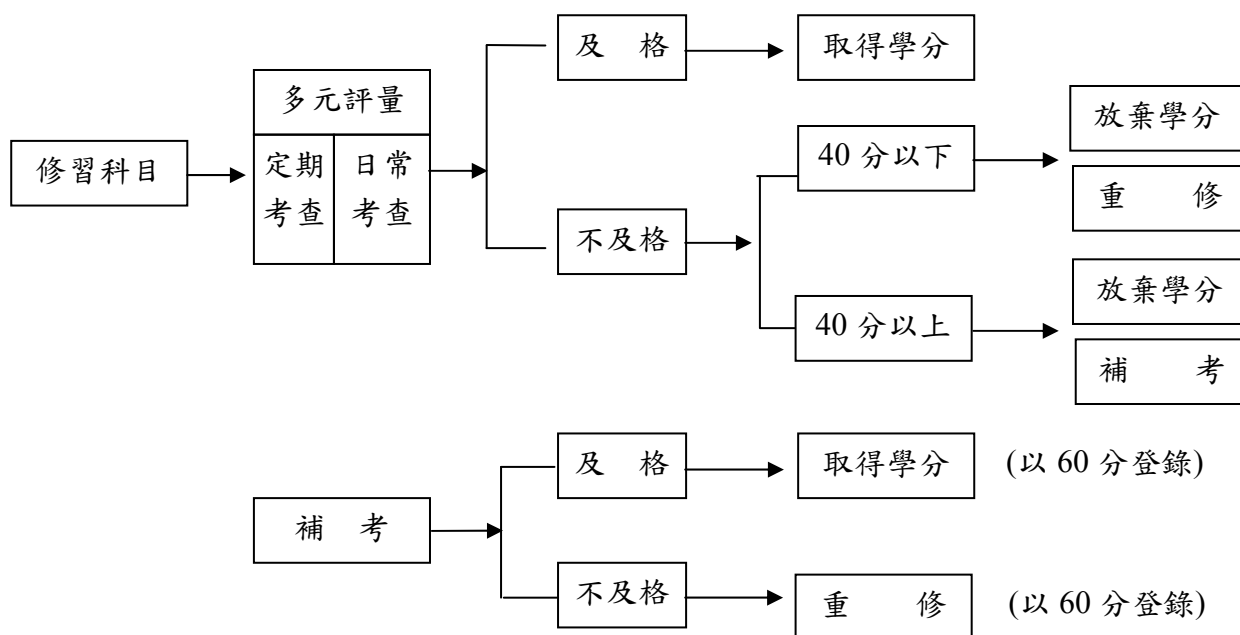 及 格
取得學分
多元評量
放棄學分
修習科目
定期
考查
日常
考查
40 分以下
重 修
不及格
放棄學分
40 分以上
補 考
及 格
取得學分
(以 60 分登錄)
補 考
不及格
重 修
(以 60 分登錄)